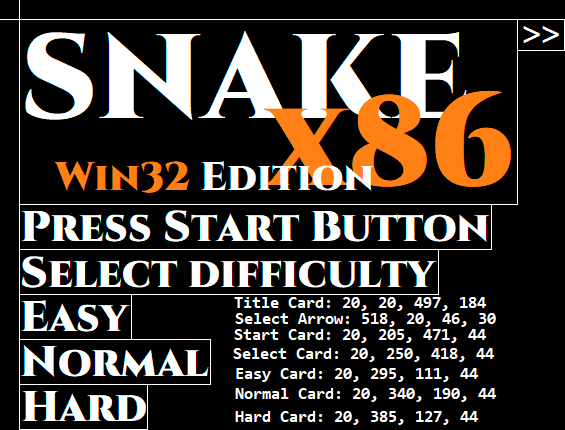 SNAKE
>>
x86
Win32 Edition
Press Start Button
Select difficulty
Easy
Normal
Hard
Title Card: 20, 20, 497, 184
Select Arrow: 518, 20, 46, 30
Start Card: 20, 205, 471, 44
Select Card: 20, 250, 418, 44
Easy Card: 20, 295, 111, 44
Normal Card: 20, 340, 190, 44
Hard Card: 20, 385, 127, 44